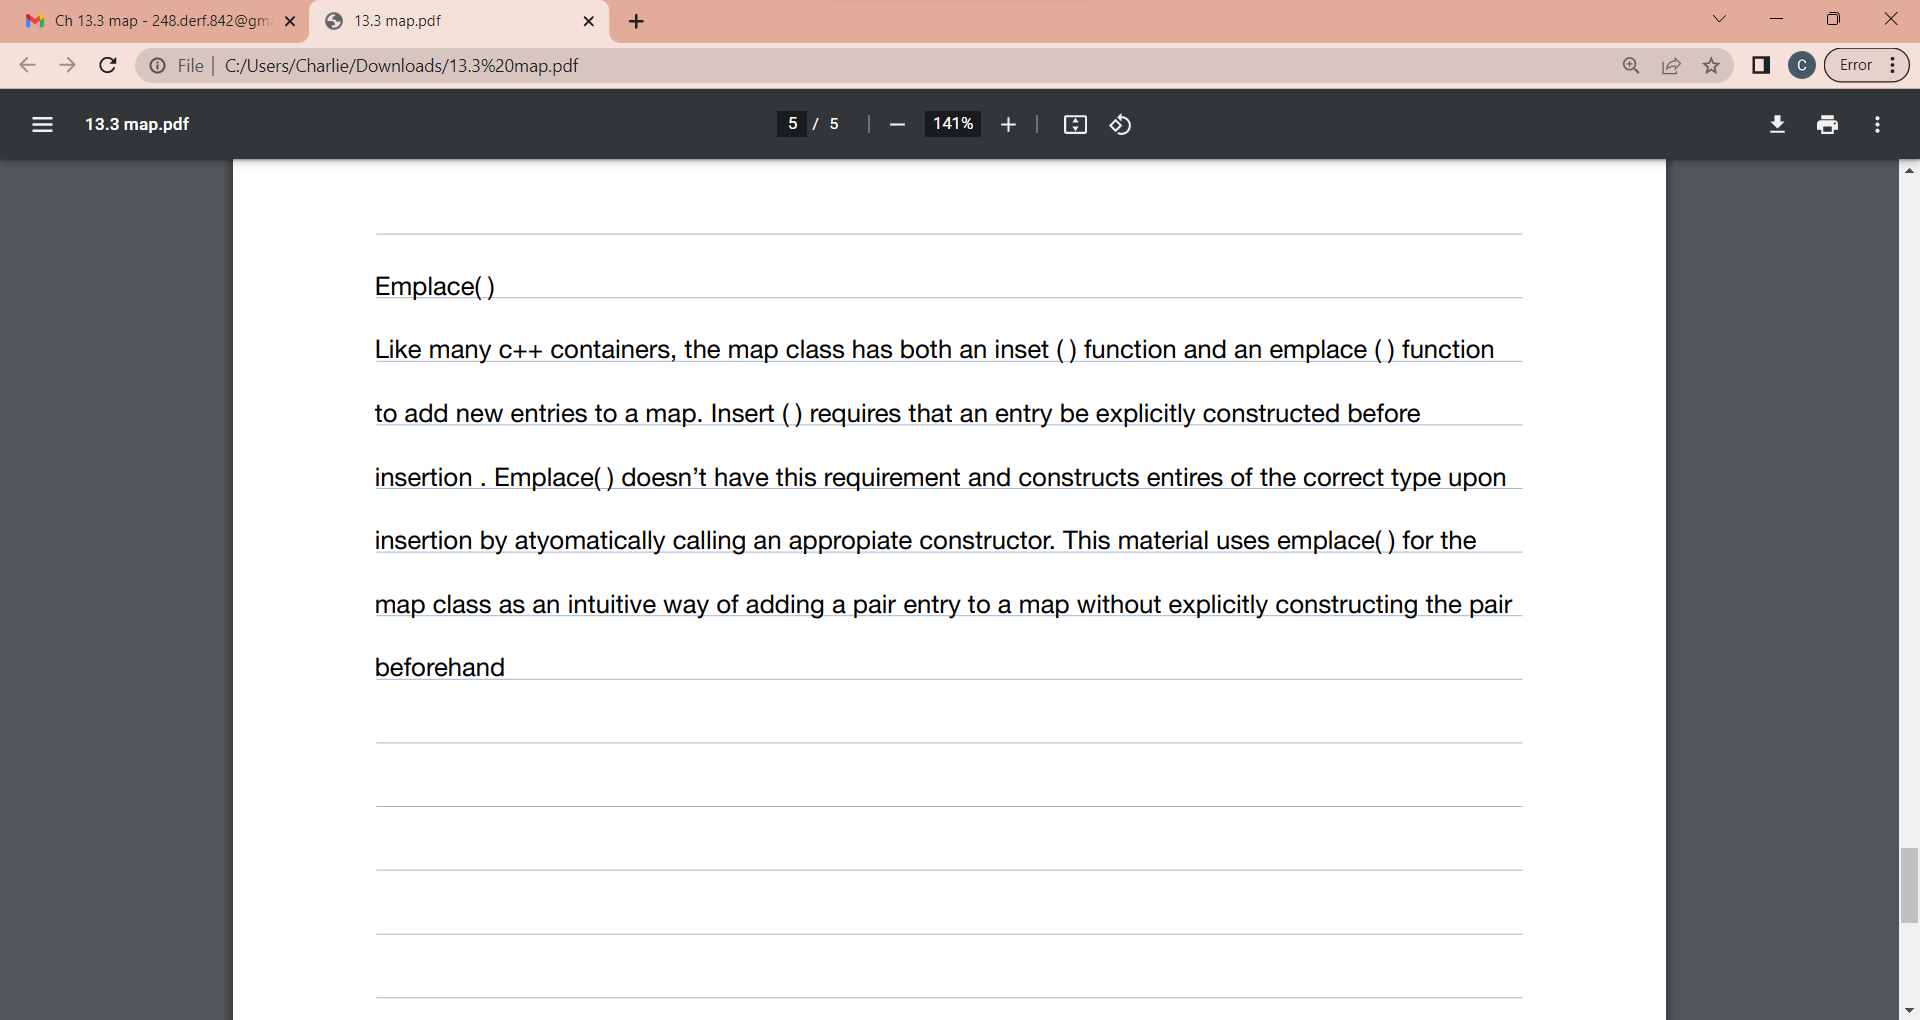 Ch 13.3 map - 248.derf.842@gm
13.3 map.pdf
File | C:/Users/Charlie/Downloads/13.3%20map.pdf
C
Error
13.3 map.pdf
5 / 5
141%
Emplace( )
Like many c++ containers, the map class has both an inset ( ) function and an emplace ( ) function
to add new entries to a map. Insert ( ) requires that an entry be explicitly constructed before
insertion . Emplace( ) doesn’t have this requirement and constructs entires of the correct type upon
insertion by atyomatically calling an appropiate constructor. This material uses emplace( ) for the
map class as an intuitive way of adding a pair entry to a map without explicitly constructing the pair
beforehand